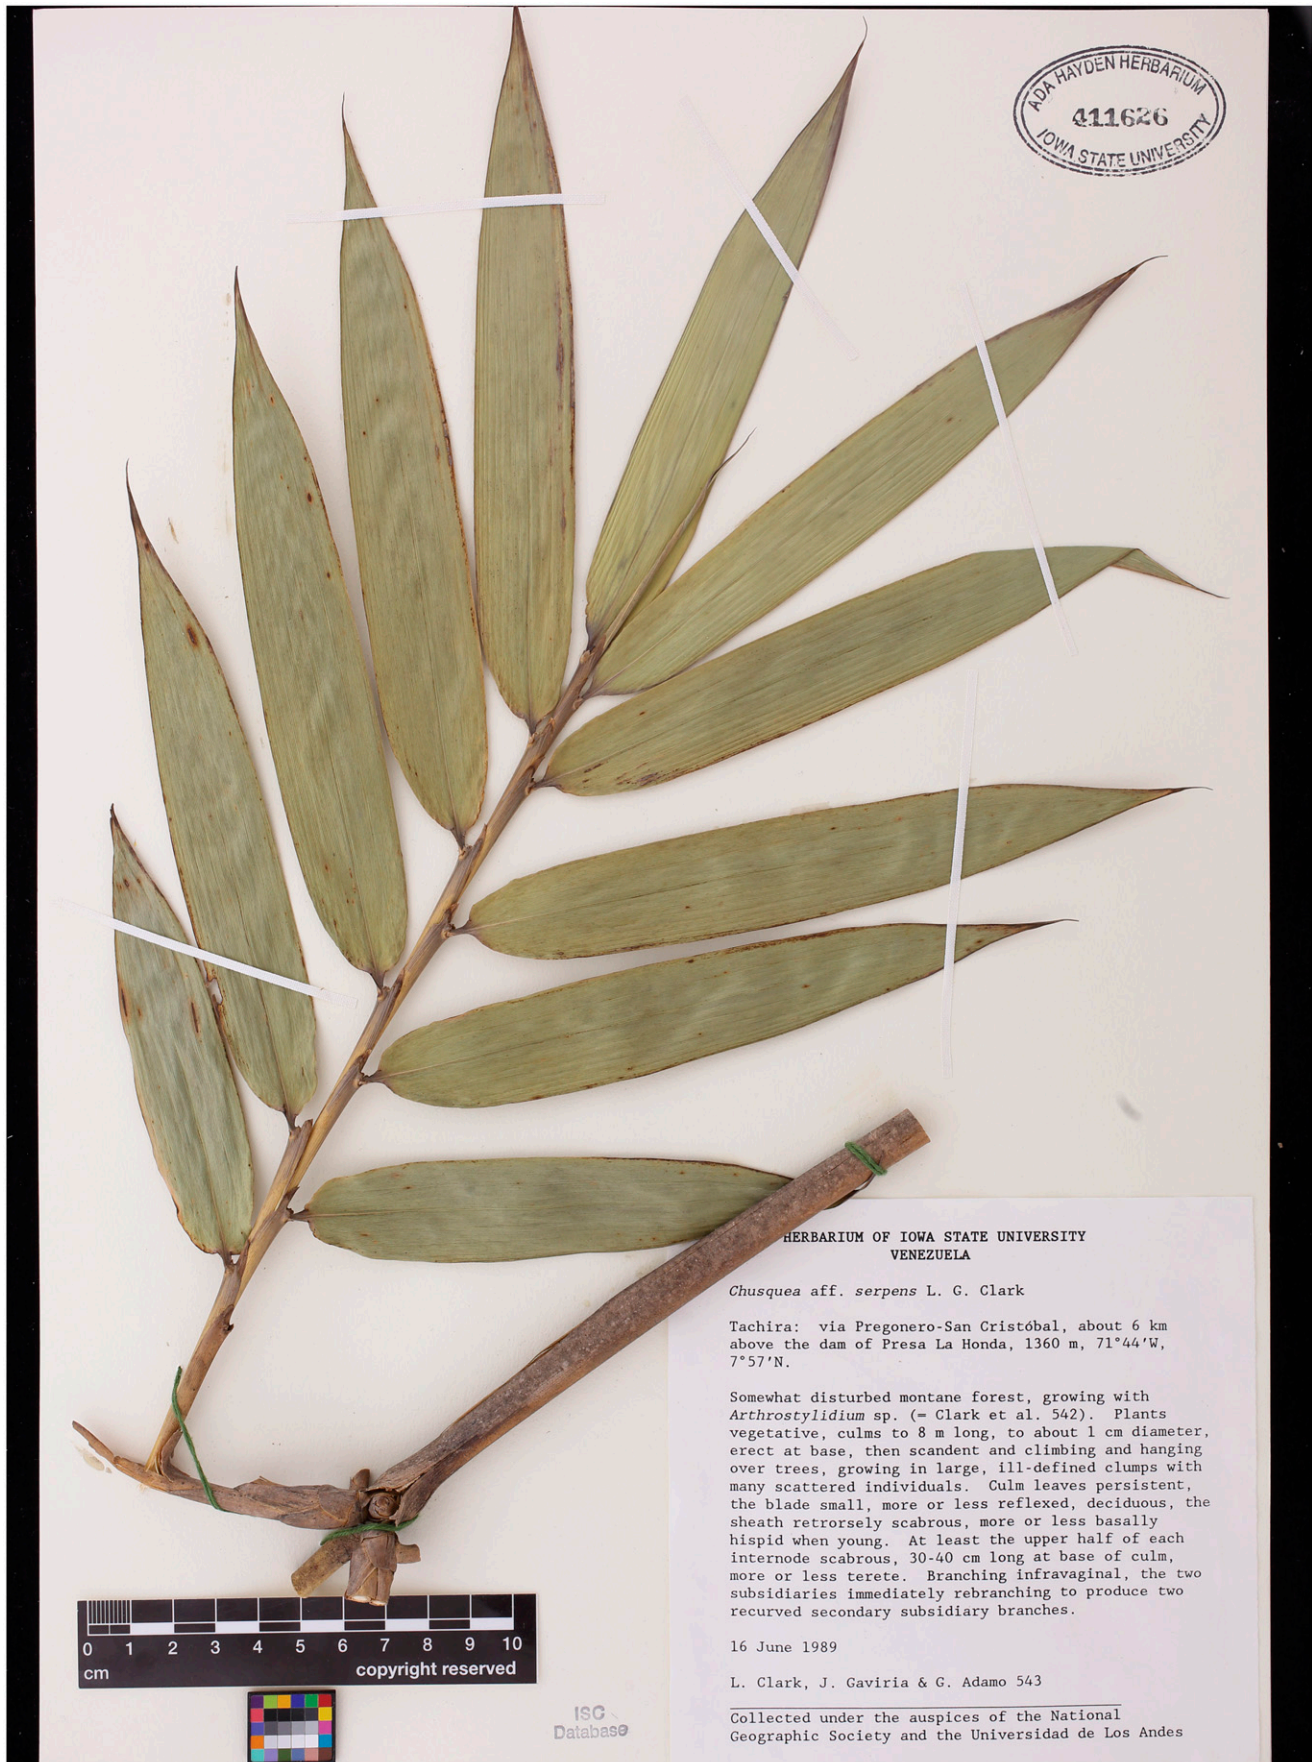 ADA HAYDEN HERBARIUM
411626
IOWA STATE UNIVERSITY
HERBARIUM OF IOWA STATE UNIVERSITY
VENEZUELA
Chusquea aff. serpens L. G. Clark
Tachira: via Pregonero-San Cristóbal, about 6 km
above the dam of Presa La Honda, 1360 m, 71°44'W,
7°57'N.
Somewhat disturbed montane forest, growing with
Arthrostylidium sp. (= Clark et al. 542). Plants
vegetative, culms to 8 m long, to about 1 cm diameter,
erect at base, then scandent and climbing and hanging
over trees, growing in large, ill-defined clumps with
many scattered individuals. Culm leaves persistent,
the blade small, more or less reflexed, deciduous, the
sheath retrorsely scabrous, more or less basally
hispid when young. At least the upper half of each
internode scabrous, 30-40 cm long at base of culm,
more or less terete. Branching infravaginal, the two
subsidiaries immediately rebranching to produce two
recurved secondary subsidiary branches.
16 June 1989
L. Clark, J. Gaviria & G. Adamo 543
Collected under the auspices of the National
Geographic Society and the Universidad de Los Andes
0 1 2 3 4 5 6 7 8 9 10
cm copyright reserved
ISC
Database